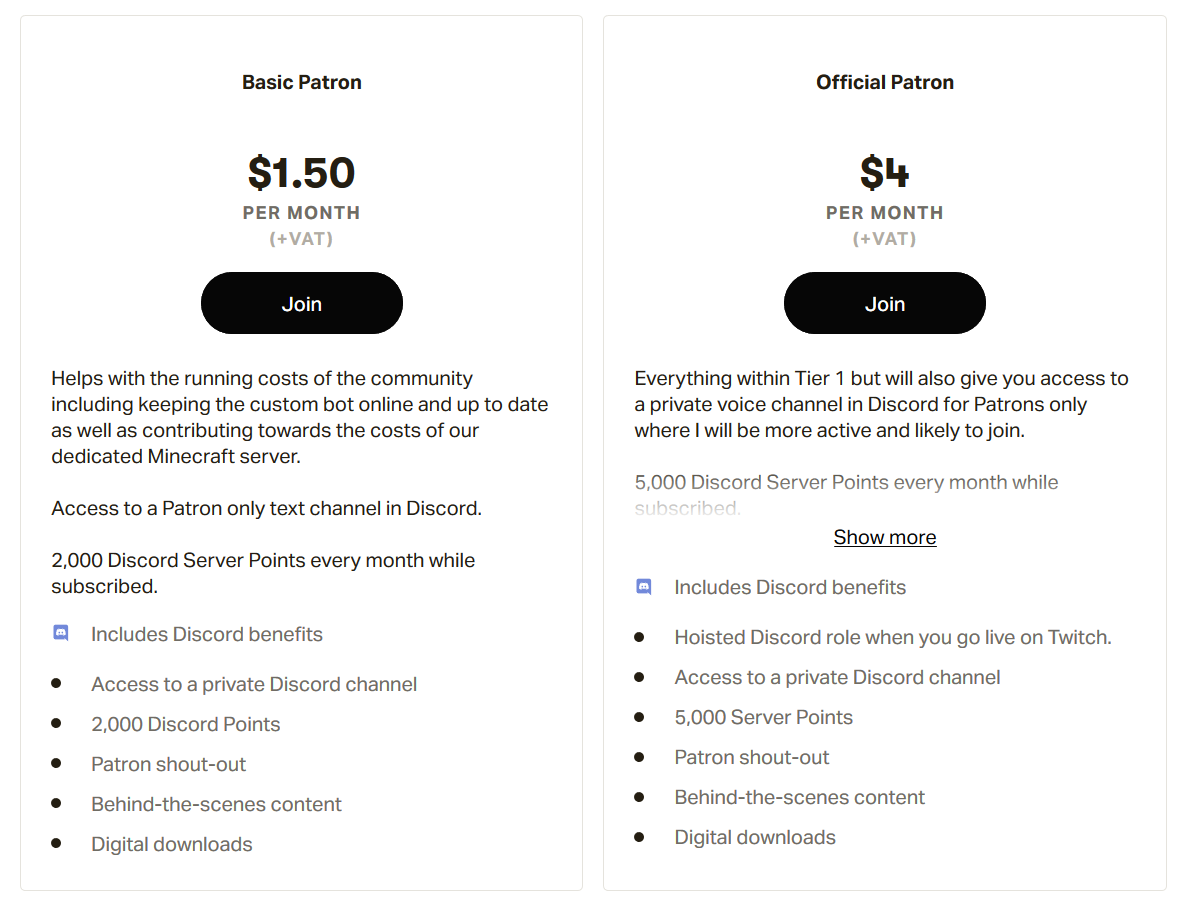 Basic Patron
$1.50
PER MONTH
(+VAT)
Join
Helps with the running costs of the community
including keeping the custom bot online and up to date
as well as contributing towards the costs of our
dedicated Minecraft server.
Access to a Patron only text channel in Discord.
2,000 Discord Server Points every month while
subscribed.
Includes Discord benefits
Access to a private Discord channel
2,000 Discord Points
Patron shout-out
Behind-the-scenes content
Digital downloads
Official Patron
$4
PER MONTH
(+VAT)
Join
Everything within Tier 1 but will also give you access to
a private voice channel in Discord for Patrons only
where I will be more active and likely to join.
5,000 Discord Server Points every month while
subscribed.
Show more
Includes Discord benefits
Hoisted Discord role when you go live on Twitch.
Access to a private Discord channel
5,000 Server Points
Patron shout-out
Behind-the-scenes content
Digital downloads